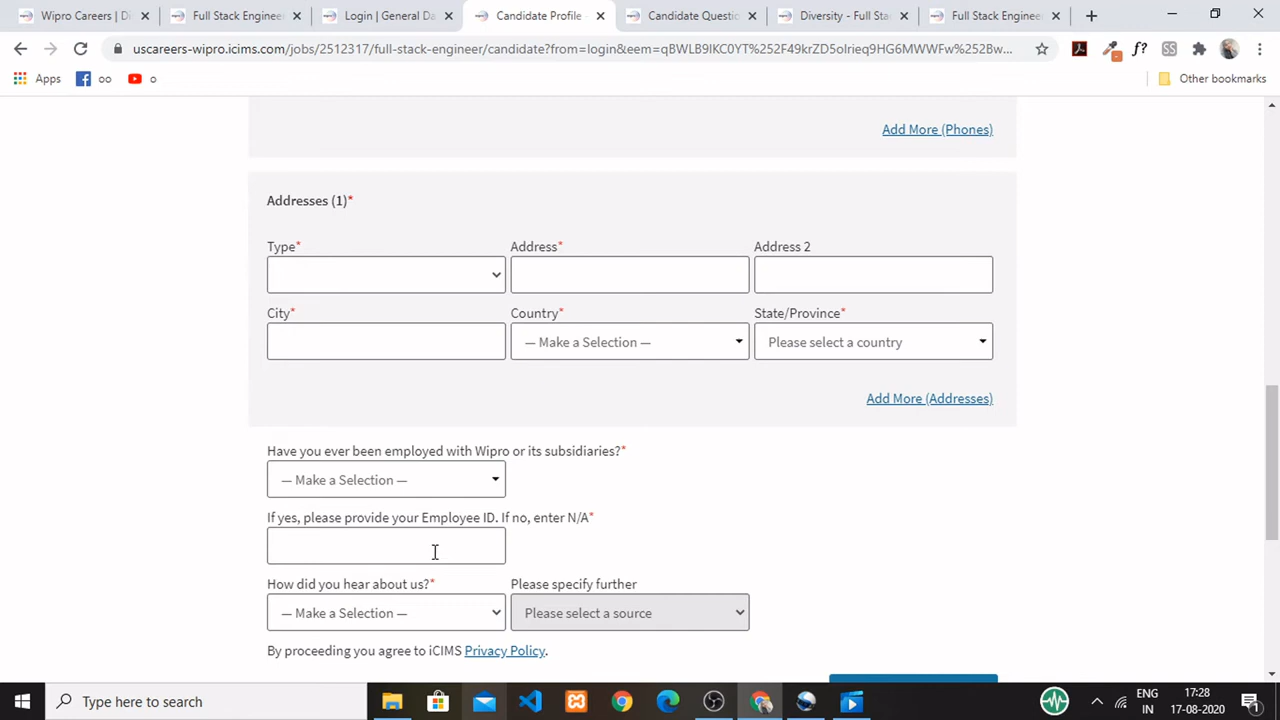 Wipro Careers | Di
Full Stack Engineer
Login | General Da
Candidate Profile -
Candidate Questio
Diversity - Full Sta
Full Stack Enginee
uscareers-wipro.icims.com/jobs/2512317/full-stack-engineer/candidate?from=login&eem=qBWLB9lKC0YT%252F49krZD5olrieq9HG6MWWFw%252Bw...
Apps
oo
o
Other bookmarks
Add More (Phones)
Addresses (1)*
Type* Address* Address 2
City* Country* State/Province*
— Make a Selection — Please select a country
Add More (Addresses)
Have you ever been employed with Wipro or its subsidiaries?*
— Make a Selection —
If yes, please provide your Employee ID. If no, enter N/A*
How did you hear about us?* Please specify further
— Make a Selection — Please select a source
By proceeding you agree to iCIMS Privacy Policy.
Type here to search
ENG 17:28
IN 17-08-2020